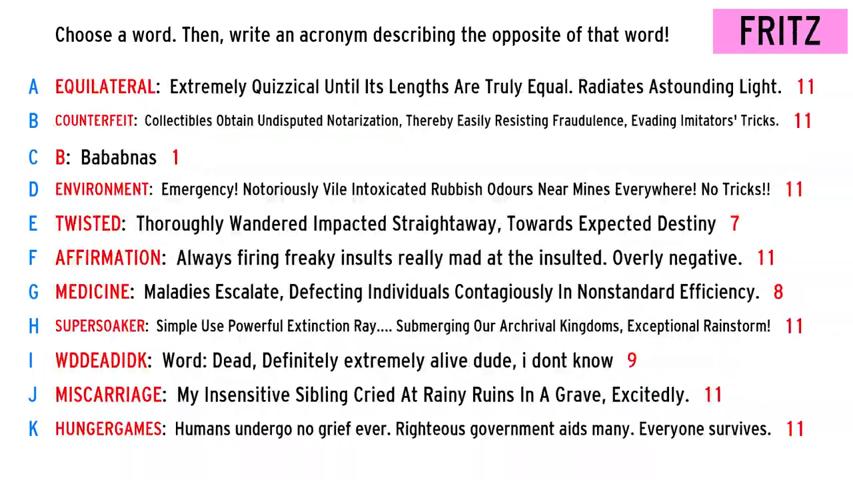 Choose a word. Then, write an acronym describing the opposite of that word!
FRITZ
A EQUILATERAL: Extremely Quizzical Until Its Lengths Are Truly Equal. Radiates Astounding Light. 11
B COUNTERFEIT: Collectibles Obtain Undisputed Notarization, Thereby Easily Resisting Fraudulence, Evading Imitators' Tricks. 11
C B: Bababnas 1
D ENVIRONMENT: Emergency! Notoriously Vile Intoxicated Rubbish Odours Near Mines Everywhere! No Tricks!! 11
E TWISTED: Thoroughly Wandered Impacted Straightaway, Towards Expected Destiny 7
F AFFIRMATION: Always firing freaky insults really mad at the insulted. Overly negative. 11
G MEDICINE: Maladies Escalate, Defecting Individuals Contagiously In Nonstandard Efficiency. 8
H SUPERSOAKER: Simple Use Powerful Extinction Ray.... Submerging Our Archrival Kingdoms, Exceptional Rainstorm! 11
I WDDEADIDK: Word: Dead, Definitely extremely alive dude, i dont know 9
J MISCARRIAGE: My Insensitive Sibling Cried At Rainy Ruins In A Grave, Excitedly. 11
K HUNGERGAMES: Humans undergo no grief ever. Righteous government aids many. Everyone survives. 11